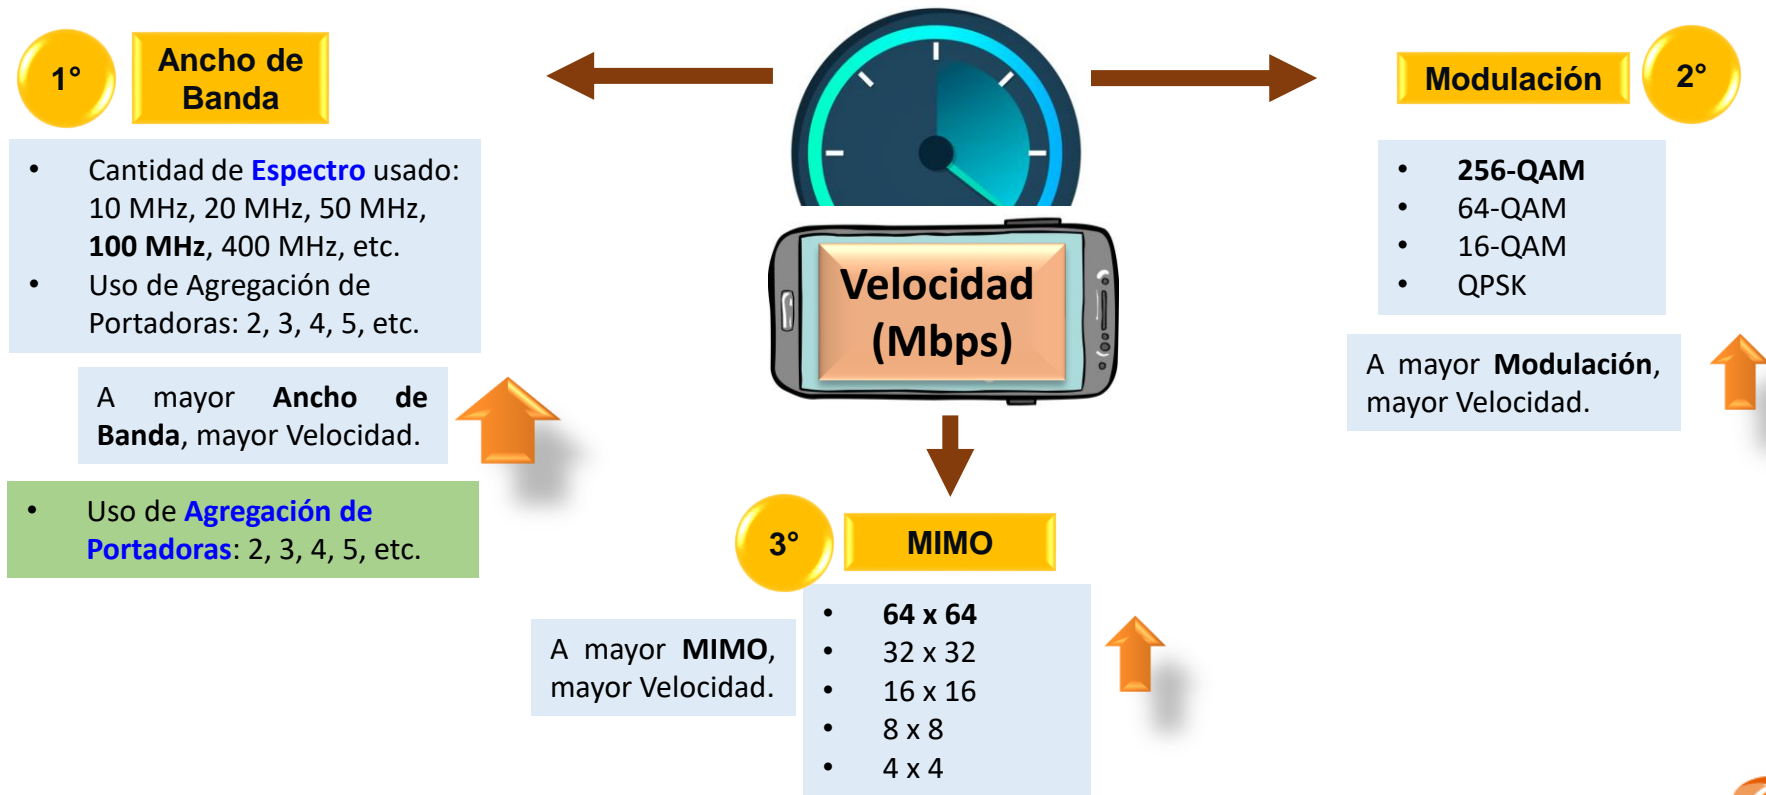 1°
Ancho de
Banda
• Cantidad de Espectro usado:
10 MHz, 20 MHz, 50 MHz,
100 MHz, 400 MHz, etc.
• Uso de Agregación de
Portadoras: 2, 3, 4, 5, etc.
A mayor Ancho de
Banda, mayor Velocidad.
• Uso de Agregación de
Portadoras: 2, 3, 4, 5, etc.
Velocidad
(Mbps)
Modulación
2°
• 256-QAM
• 64-QAM
• 16-QAM
• QPSK
A mayor Modulación,
mayor Velocidad.
3°
MIMO
A mayor MIMO,
mayor Velocidad.
• 64 x 64
• 32 x 32
• 16 x 16
• 8 x 8
• 4 x 4